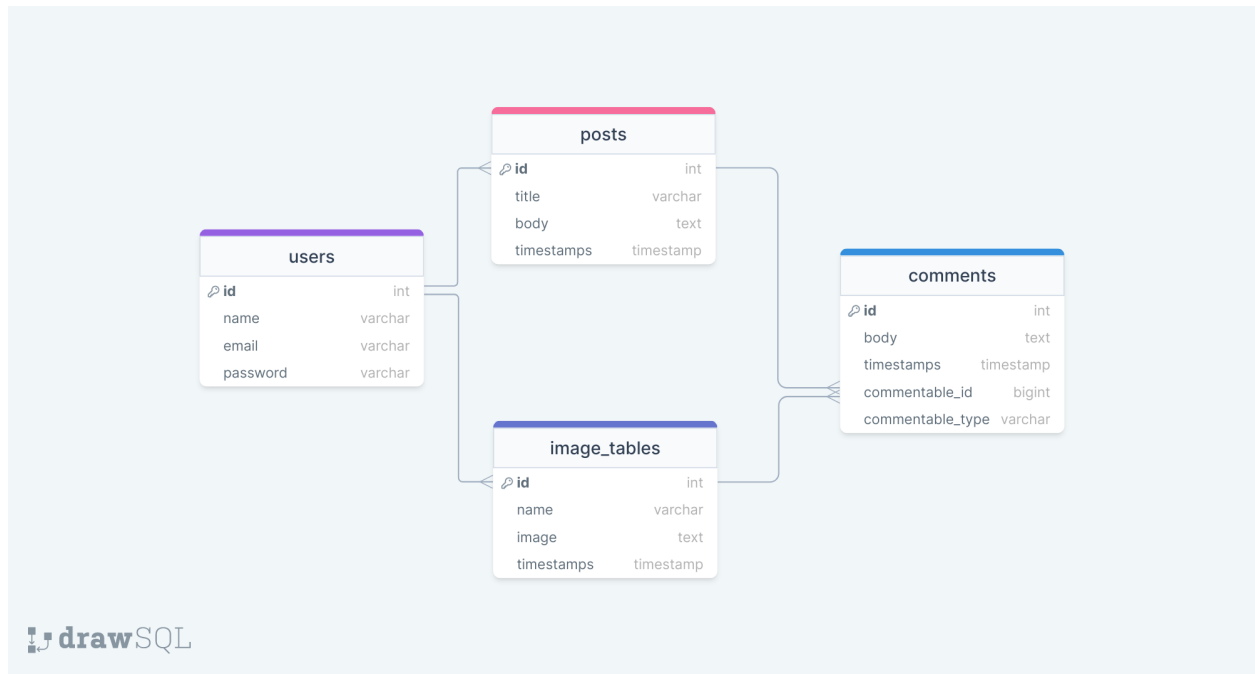 posts
id int
title varchar
body text
timestamps timestamp
users
id int
name varchar
email varchar
password varchar
comments
id int
body text
timestamps timestamp
commentable_id bigint
commentable_type varchar
image_tables
id int
name varchar
image text
timestamps timestamp
drawSQL